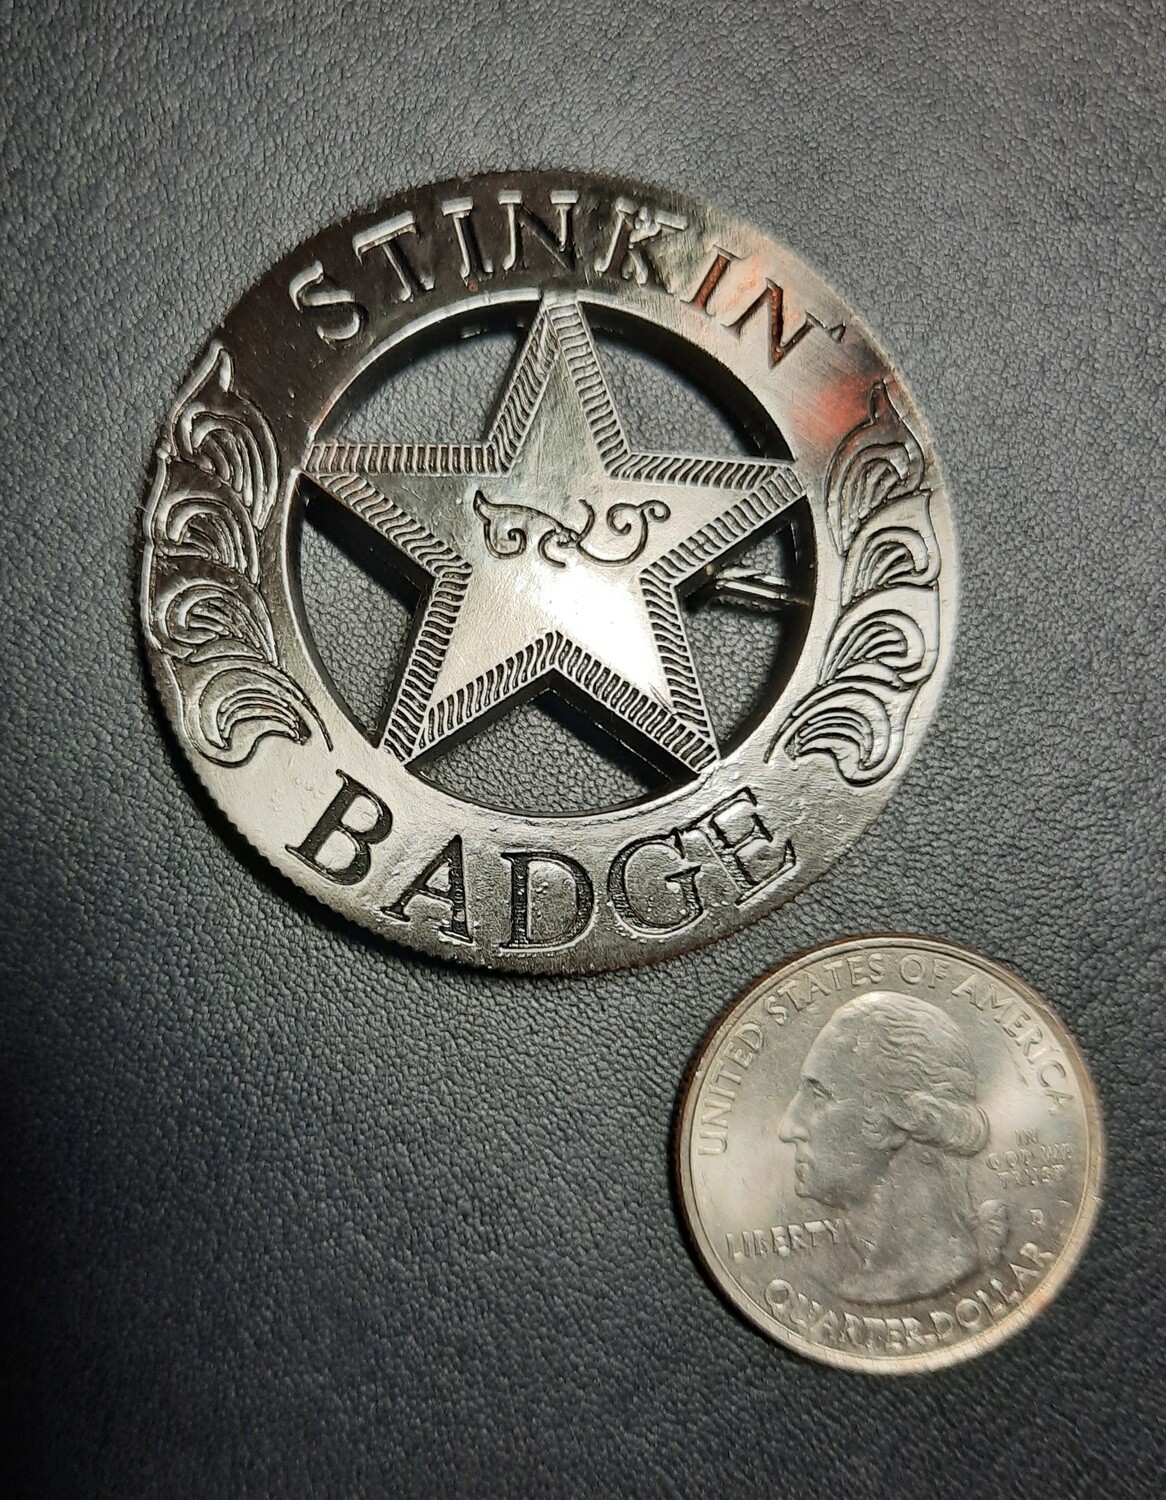 STINKIN'
BADGE
UNITED STATES OF AMERICA
IN
GOD WE
TRUST
LIBERTY
QUARTER DOLLAR